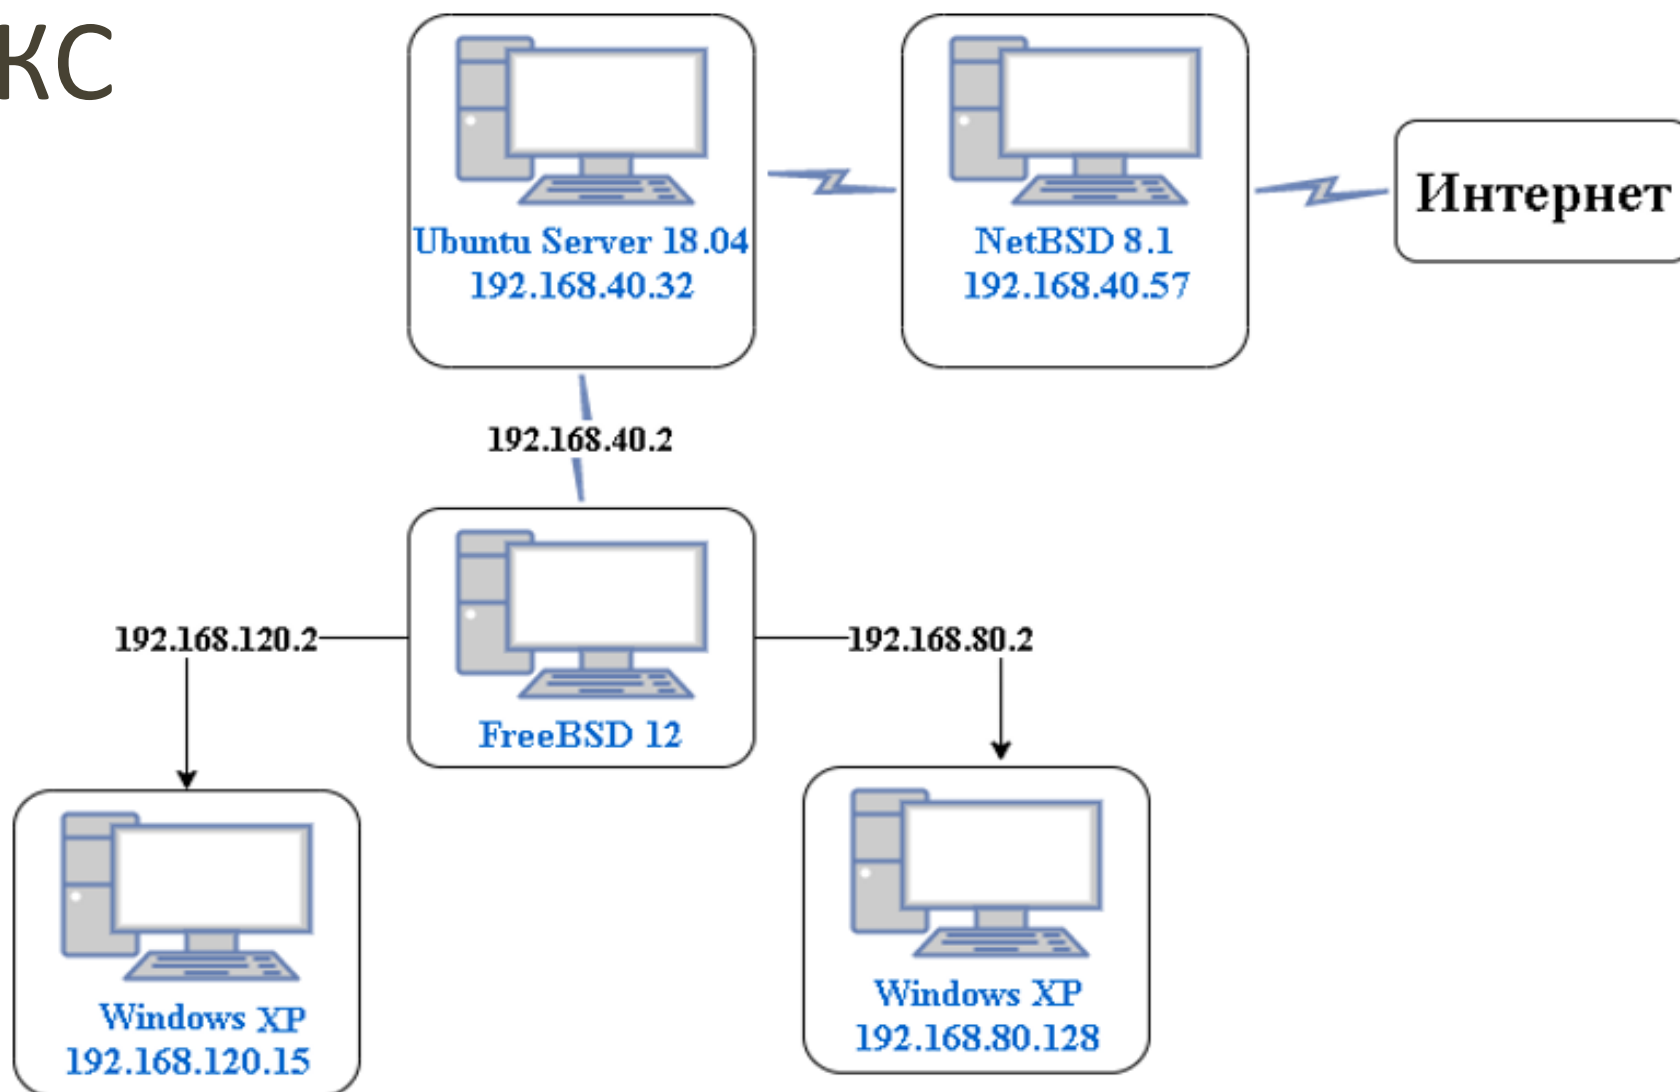 КС
Ubuntu Server 18.04
192.168.40.32
NetBSD 8.1
192.168.40.57
Интернет
192.168.40.2
192.168.120.2
192.168.80.2
FreeBSD 12
Windows XP
192.168.120.15
Windows XP
192.168.80.128